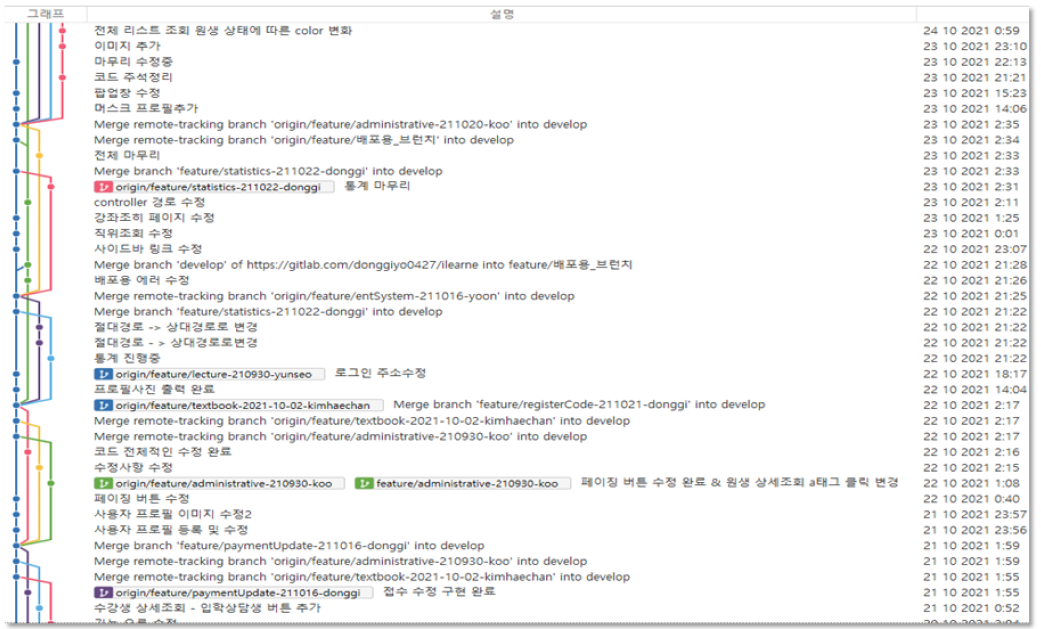 그래프 설명
전체 리스트 조회 원생 상태에 따른 color 변화 24 10 2021 0:59
이미지 추가 23 10 2021 23:10
마무리 수정중 23 10 2021 22:13
코드 주석정리 23 10 2021 21:21
팝업창 수정 23 10 2021 15:23
머스크 프로필추가 23 10 2021 14:06
Merge remote-tracking branch 'origin/feature/administrative-211020-koo' into develop 23 10 2021 2:35
Merge remote-tracking branch 'origin/feature/배포용_브런치' into develop 23 10 2021 2:34
전체 마무리 23 10 2021 2:33
Merge branch 'feature/statistics-211022-donggi' into develop 23 10 2021 2:33
origin/feature/statistics-211022-donggi 통계 마무리 23 10 2021 2:31
controller 경로 수정 23 10 2021 2:11
강좌조히 페이지 수정 23 10 2021 1:25
직위조회 수정 23 10 2021 0:01
사이드바 링크 수정 22 10 2021 23:07
Merge branch 'develop' of https://gitlab.com/donggiyo0427/ilearne into feature/배포용_브런치 22 10 2021 21:28
배포용 에러 수정 22 10 2021 21:26
Merge remote-tracking branch 'origin/feature/entSystem-211016-yoon' into develop 22 10 2021 21:25
Merge branch 'feature/statistics-211022-donggi' into develop 22 10 2021 21:22
절대경로 -> 상대경로로 변경 22 10 2021 21:22
절대경로 - > 상대경로로변경 22 10 2021 21:22
통계 진행중 22 10 2021 21:22
origin/feature/lecture-210930-yunseo 로그인 주소수정 22 10 2021 18:17
프로필사진 출력 완료 22 10 2021 14:04
origin/feature/textbook-2021-10-02-kimhaechan Merge branch 'feature/registerCode-211021-donggi' into develop 22 10 2021 2:17
Merge remote-tracking branch 'origin/feature/textbook-2021-10-02-kimhaechan' into develop 22 10 2021 2:17
Merge remote-tracking branch 'origin/feature/administrative-210930-koo' into develop 22 10 2021 2:17
코드 전체적인 수정 완료 22 10 2021 2:16
수정사항 수정 22 10 2021 2:15
origin/feature/administrative-210930-koo feature/administrative-210930-koo 페이징 버튼 수정 완료 & 원생 상세조회 a태그 클릭 변경 22 10 2021 1:08
페이징 버튼 수정 22 10 2021 0:40
사용자 프로필 이미지 수정2 21 10 2021 23:57
사용자 프로필 등록 및 수정 21 10 2021 23:56
Merge branch 'feature/paymentUpdate-211016-donggi' into develop 21 10 2021 1:59
Merge remote-tracking branch 'origin/feature/administrative-210930-koo' into develop 21 10 2021 1:59
Merge remote-tracking branch 'origin/feature/textbook-2021-10-02-kimhaechan' into develop 21 10 2021 1:55
origin/feature/paymentUpdate-211016-donggi 접수 수정 구현 완료 21 10 2021 1:55
수강생 상세조회 - 입학상담생 버튼 추가 21 10 2021 0:52